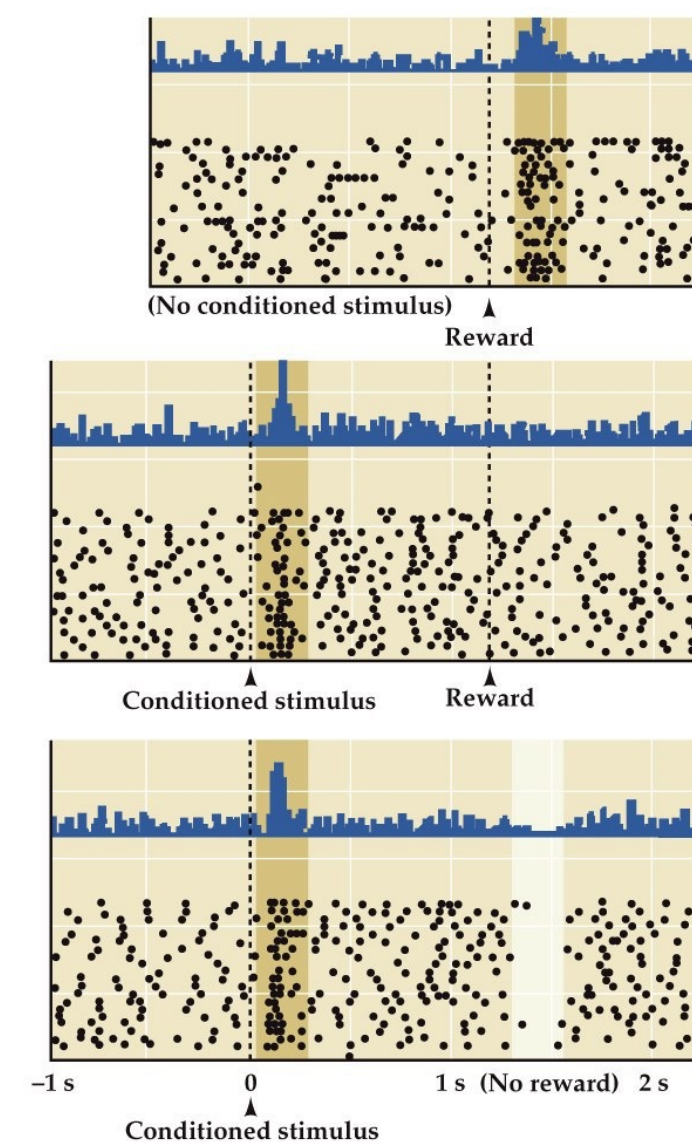 (No conditioned stimulus)
Reward
Conditioned stimulus
Reward
–1 s 0 1 s (No reward) 2 s
Conditioned stimulus